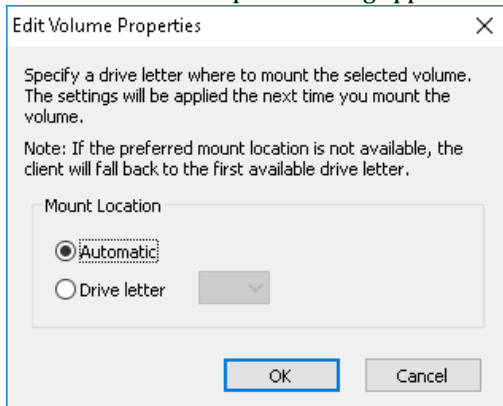 Edit Volume Properties
Specify a drive letter where to mount the selected volume.
The settings will be applied the next time you mount the
volume.
Note: If the preferred mount location is not available, the
client will fall back to the first available drive letter.
Mount Location
Automatic
Drive letter
OK
Cancel